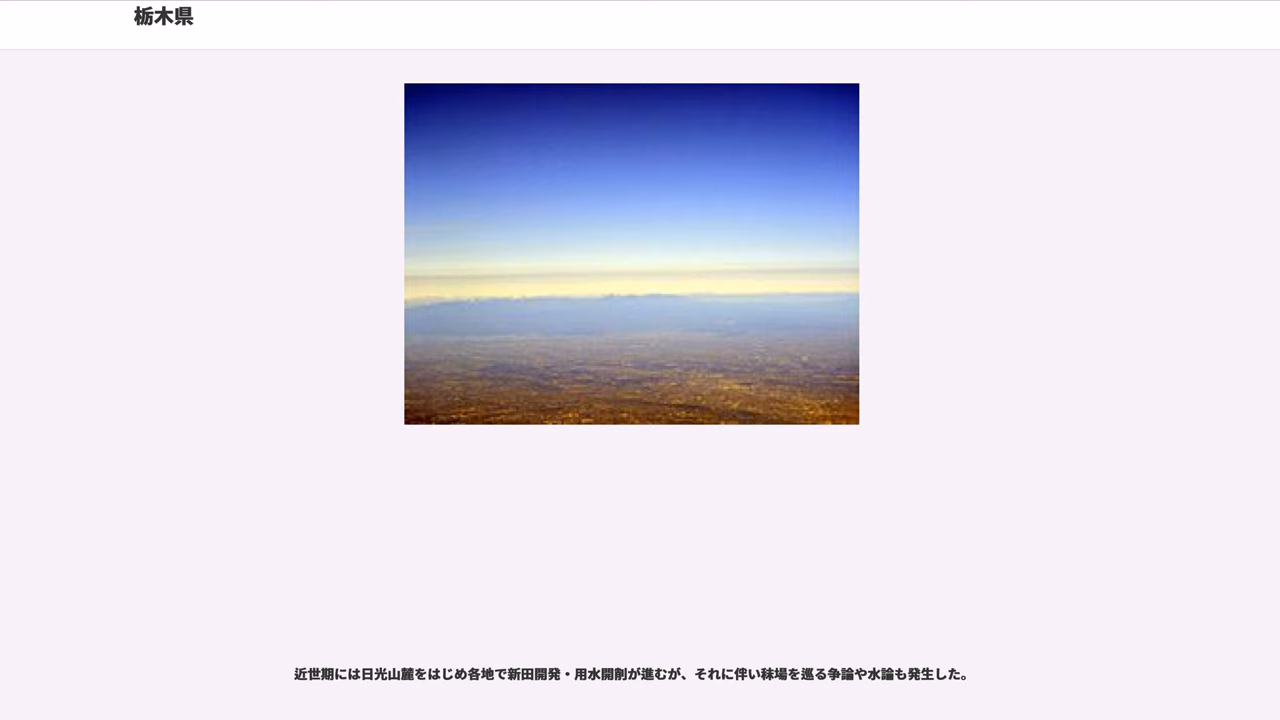 栃木県
近世期には日光山麓をはじめ各地で新田開発・用水開削が進むが、それに伴い秣場を巡る争論や水論も発生した。